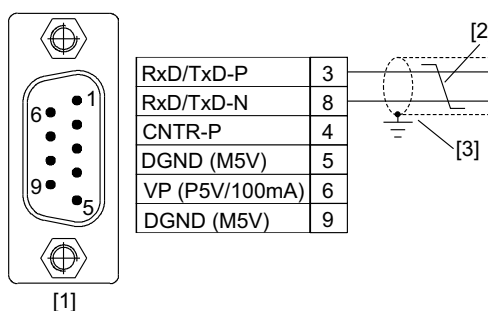 1
6
9
5
[1]
RxD/TxD-P 3
RxD/TxD-N 8
CNTR-P 4
DGND (M5V) 5
VP (P5V/100mA) 6
DGND (M5V) 9
[2
[3]